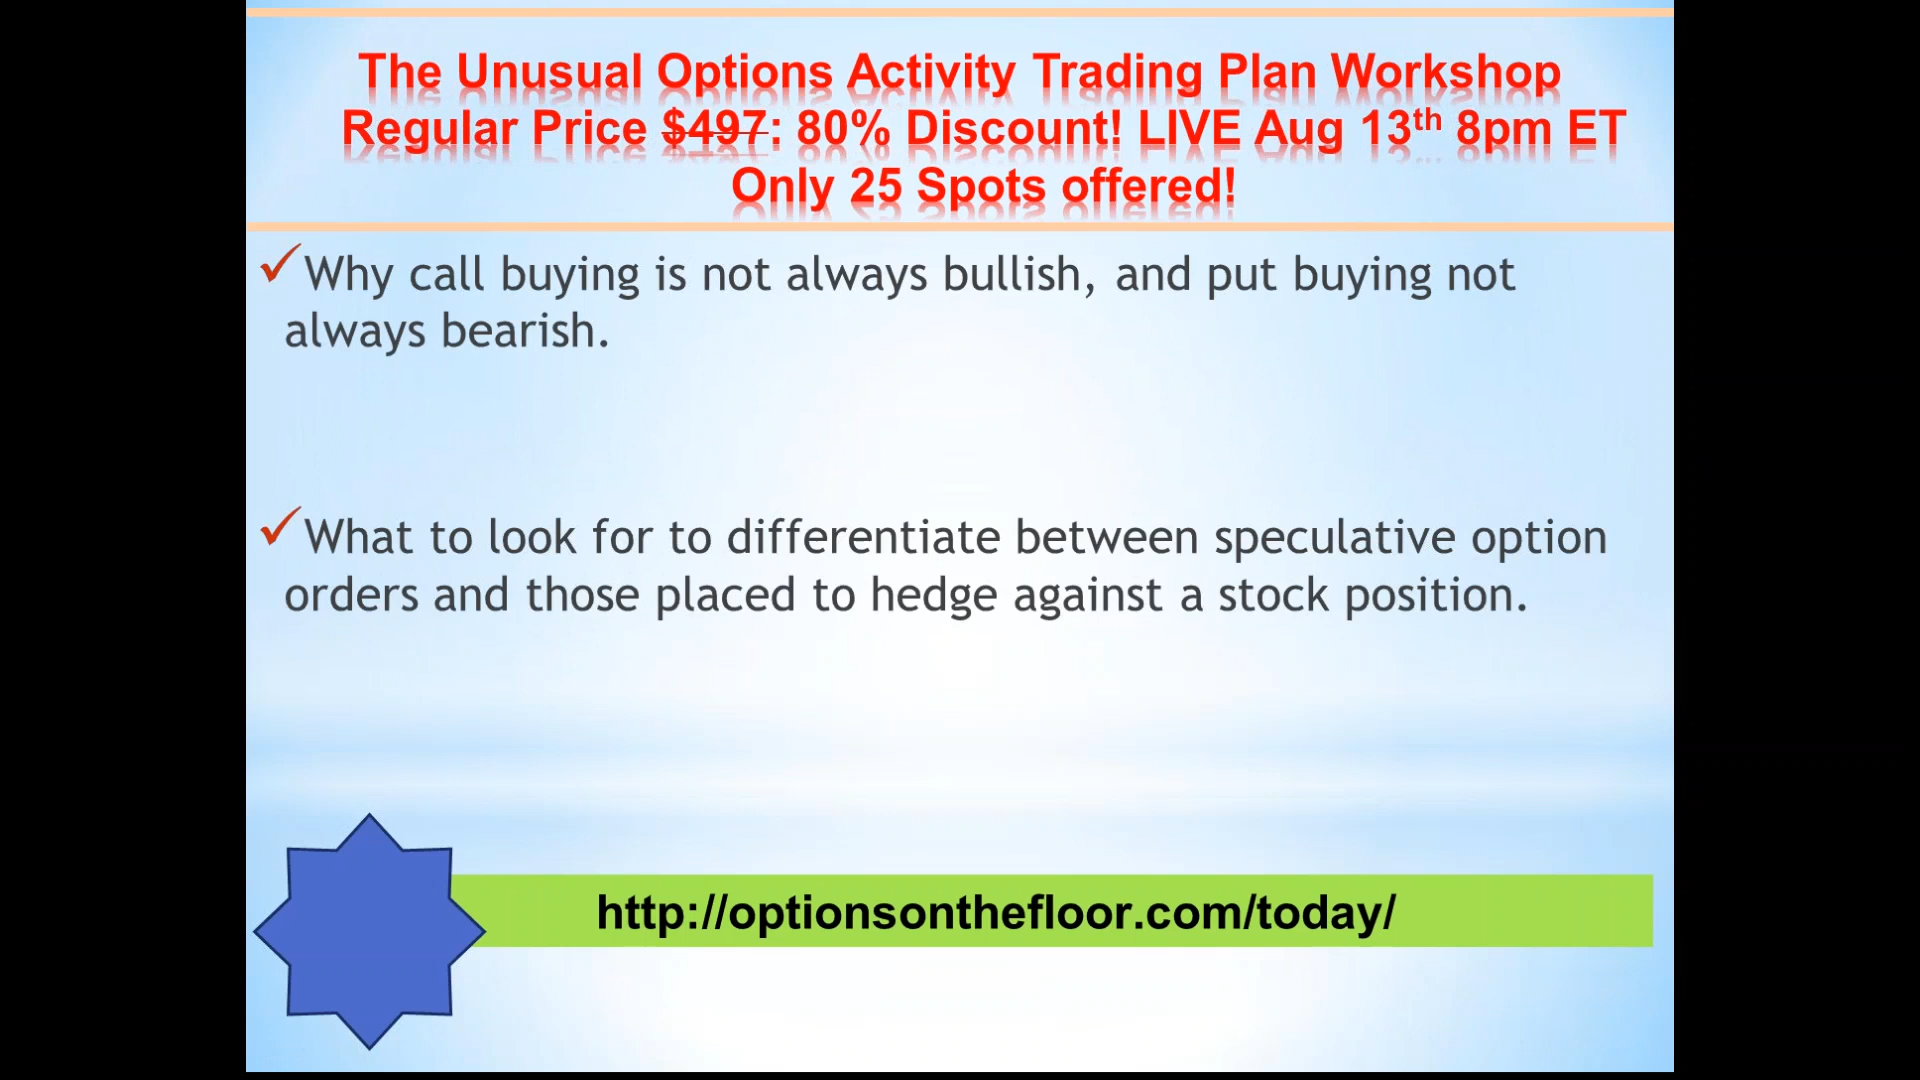 The Unusual Options Activity Trading Plan Workshop
Regular Price $497: 80% Discount! LIVE Aug 13th 8pm ET
Only 25 Spots offered!
✓Why call buying is not always bullish, and put buying not
always bearish.
✓What to look for to differentiate between speculative option
orders and those placed to hedge against a stock position.
http://optionsonthefloor.com/today/